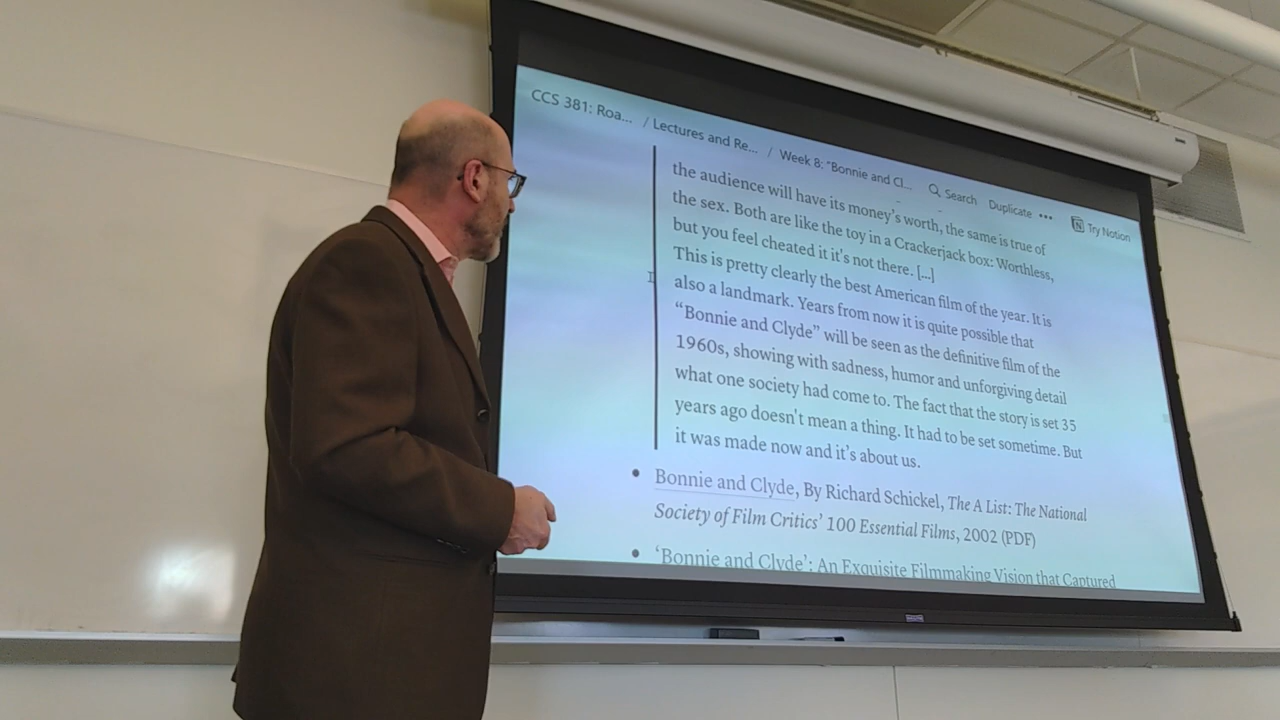 CCS 381: Roa... / Lectures and Re... / Week 8: "Bonnie and Cl... Search Duplicate ••• Try Notion
the audience will have its money's worth, the same is true of
the sex. Both are like the toy in a Crackerjack box: Worthless,
but you feel cheated it it's not there. [...]
This is pretty clearly the best American film of the year. It is
also a landmark. Years from now it is quite possible that
“Bonnie and Clyde” will be seen as the definitive film of the
1960s, showing with sadness, humor and unforgiving detail
what one society had come to. The fact that the story is set 35
years ago doesn't mean a thing. It had to be set sometime. But
it was made now and it's about us.
• Bonnie and Clyde, By Richard Schickel, The A List: The National
Society of Film Critics' 100 Essential Films, 2002 (PDF)
• 'Bonnie and Clyde': An Exquisite Filmmaking Vision that Captured